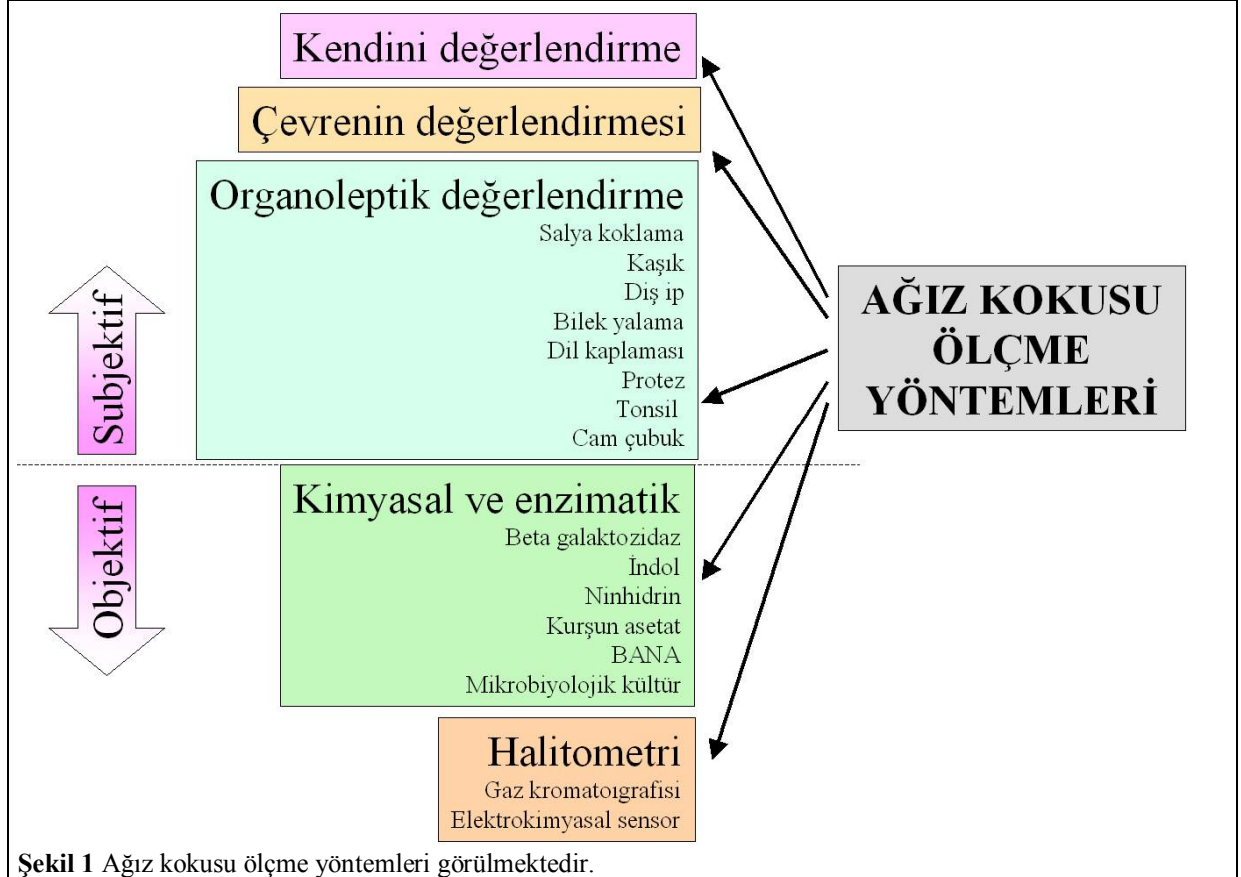 Kendini değerlendirme
Çevrenin değerlendirmesi
Organoleptik değerlendirme
Salya koklama
Kaşık
Diş ip
Bilek yalama
Dil kaplaması
Protez
Tonsil
Cam çubuk
Subjektif
AĞIZ KOKUSU
ÖLÇME
YÖNTEMLERİ
Objektif
Kimyasal ve enzimatik
Beta galaktozidaz
İndol
Ninhidrin
Kurşun asetat
BANA
Mikrobiyolojik kültür
Halitometri
Gaz kromatoıgrafisi
Elektrokimyasal sensor
Şekil 1 Ağız kokusu ölçme yöntemleri görülmektedir.